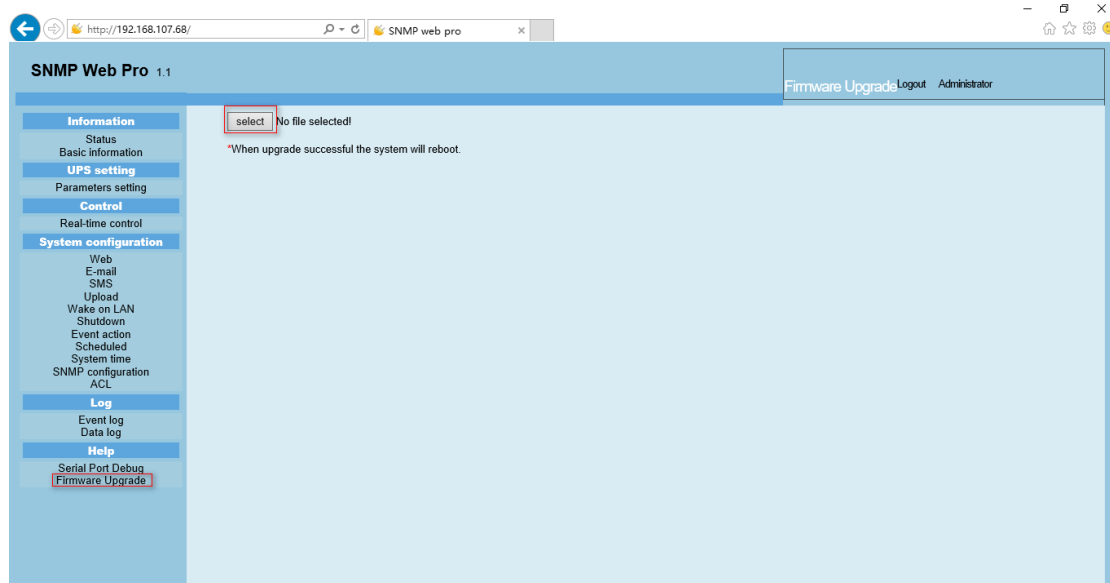 http://192.168.107.68/
SNMP web pro
SNMP Web Pro 1.1
Firmware Upgrade Logout Administrator
Information
Status
Basic information
UPS setting
Parameters setting
Control
Real-time control
System configuration
Web
E-mail
SMS
Upload
Wake on LAN
Shutdown
Event action
Scheduled
System time
SNMP configuration
ACL
Log
Event log
Data log
Help
Serial Port Debug
Firmware Upgrade
select No file selected!
*When upgrade successful the system will reboot.